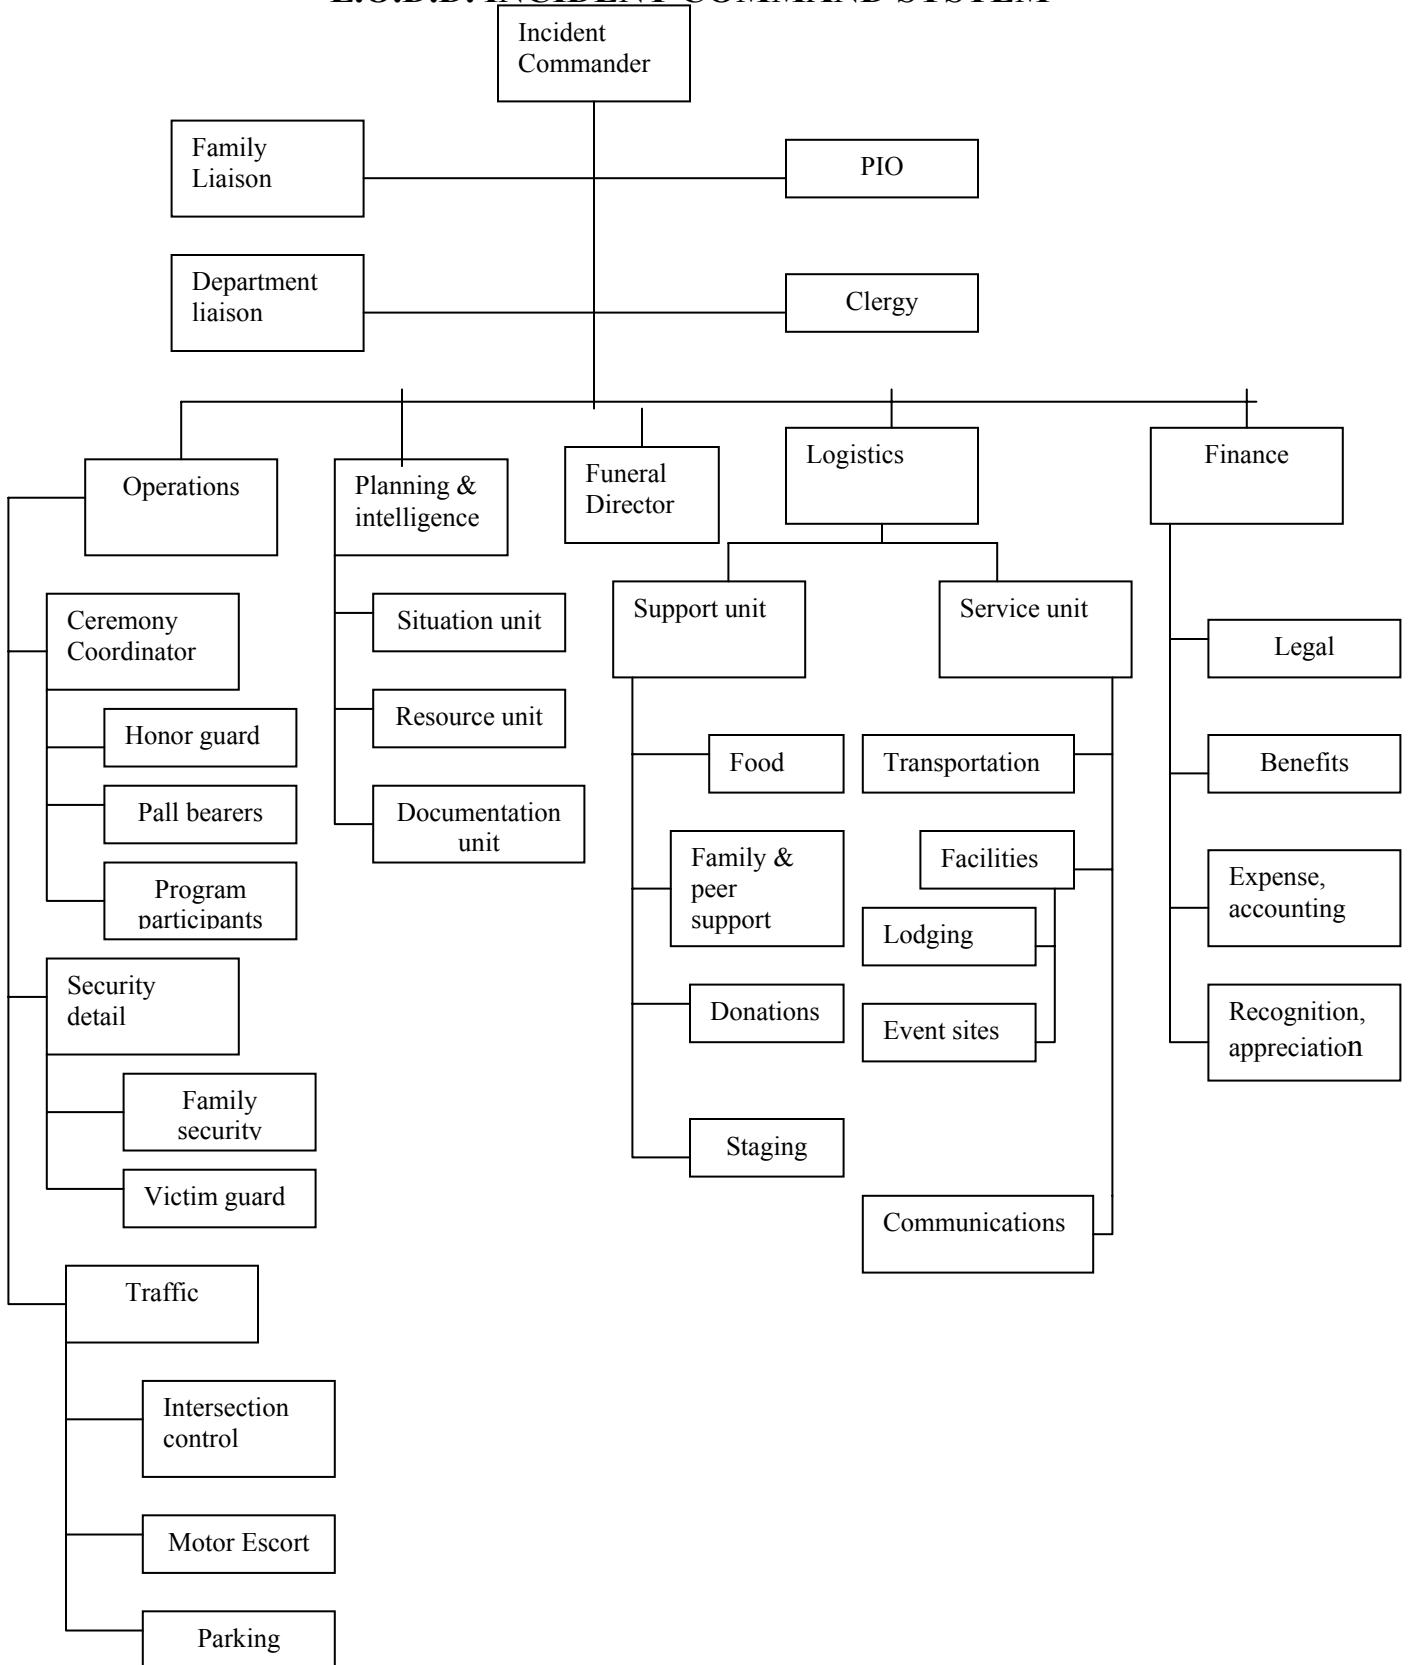 L.O.D.D. INCIDENT COMMAND SYSTEM
Incident
Commander
Family
Liaison
PIO
Department
liaison
Clergy
Operations
Planning &
intelligence
Funeral
Director
Logistics
Finance
Ceremony
Coordinator
Honor guard
Pall bearers
Program
participants
Security
detail
Family
security
Victim guard
Traffic
Intersection
control
Motor Escort
Parking
Situation unit
Resource unit
Documentation
unit
Support unit
Food
Family &
peer
support
Donations
Staging
Service unit
Transportation
Facilities
Lodging
Event sites
Communications
Legal
Benefits
Expense,
accounting
Recognition,
appreciation